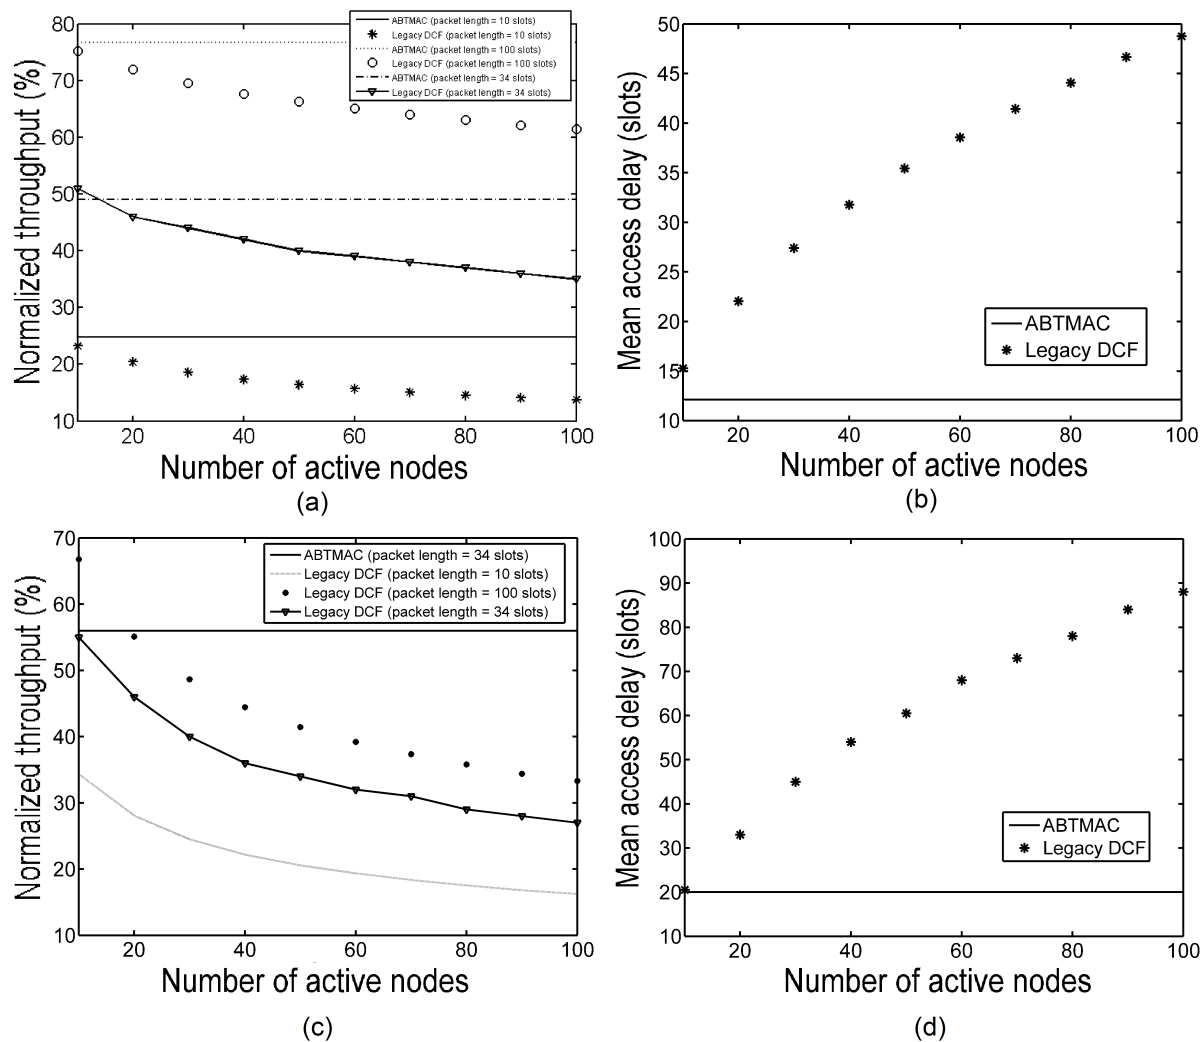 80
70
60
50
40
30
20
10
Normalized throughput (%)
ABTMAC (packet length = 10 slots)
Legacy DCF (packet length = 10 slots)
ABTMAC (packet length = 100 slots)
Legacy DCF (packet length = 100 slots)
ABTMAC (packet length = 34 slots)
Legacy DCF (packet length = 34 slots)
20 40 60 80 100
Number of active nodes
(a)
50
45
40
35
30
25
20
15
10
Mean access delay (slots)
ABTMAC
Legacy DCF
20 40 60 80 100
Number of active nodes
(b)
70
60
50
40
30
20
10
Normalized throughput (%)
ABTMAC (packet length = 34 slots)
Legacy DCF (packet length = 10 slots)
Legacy DCF (packet length = 100 slots)
Legacy DCF (packet length = 34 slots)
20 40 60 80 100
Number of active nodes
(c)
100
90
80
70
60
50
40
30
20
10
Mean access delay (slots)
ABTMAC
Legacy DCF
20 40 60 80 100
Number of active nodes
(d)